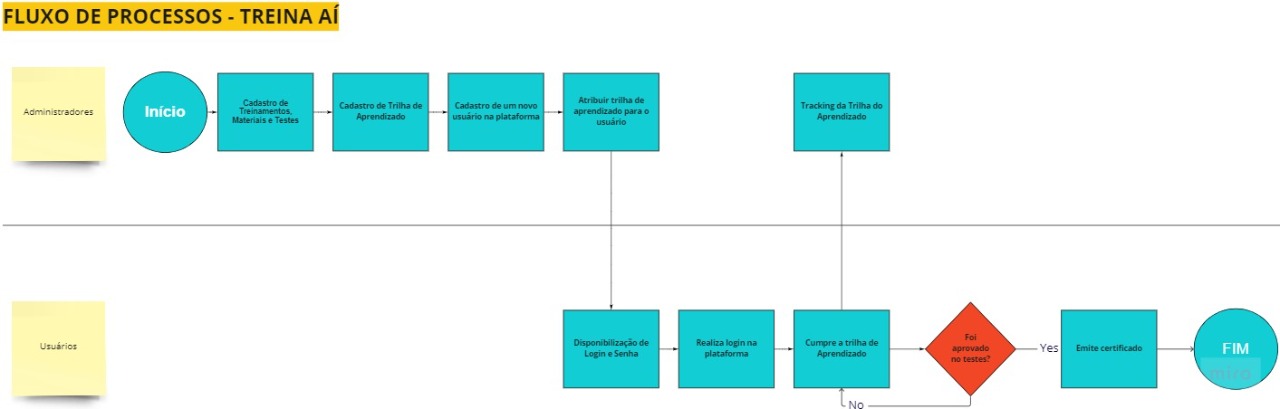 FLUXO DE PROCESSOS - TREINA AÍ
Administradores
Início
Cadastro de
Treinamentos,
Materiais e Testes
Cadastro de Trilha de
Aprendizado
Cadastro de um novo
usuário na plataforma
Atribuir trilha de
aprendizado para o
usuário
Tracking da Trilha do
Aprendizado
Usuários
Disponibilização de
Login e Senha
Realiza login na
plataforma
Cumpre a trilha de
Aprendizado
Foi
aprovado
no testes?
Yes
No
Emite certificado
FIM
miro